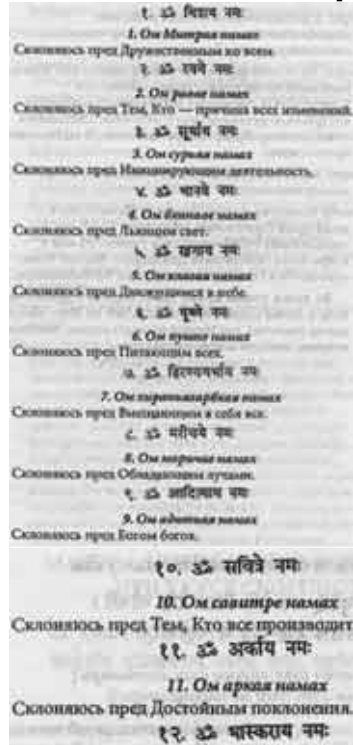 १. ॐ मित्राय नमः
1. Ом Митрая намах
Склоняюсь пред Дружественным ко всем.
२. ॐ रवये नमः
2. Ом равае намах
Склоняюсь пред Тем, Кто — причина всех изменений.
३. ॐ सूर्याय नमः
3. Ом сурьяя намах
Склоняюсь пред Инициирующим деятельность.
४. ॐ भानवे नमः
4. Ом бханаве намах
Склоняюсь пред Льющим свет.
५. ॐ खगाय नमः
5. Ом намах
Склоняюсь пред Движущимся в небе.
६. ॐ पूष्णे नमः
6. Ом намах
Склоняюсь пред Питающим всех.
७. ॐ हिरण्यगर्भाय नमः
7. Ом хираньягарбхая намах
Склоняюсь пред Вмещающим в себя все.
८. ॐ मरीचये नमः
8. Ом маричае намах
Склоняюсь пред Обладающим лучами.
९. ॐ आदित्याय नमः
9. Ом адитьяя намах
Склоняюсь пред Богом богов.
१०. ॐ सवित्रे नमः
10. Ом савитре намах
Склоняюсь пред Тем, Кто все производит
११. ॐ अर्काय नमः
11. Ом аркая намах
Склоняюсь пред Достойным поклонения.
१२. ॐ भास्कराय नमः